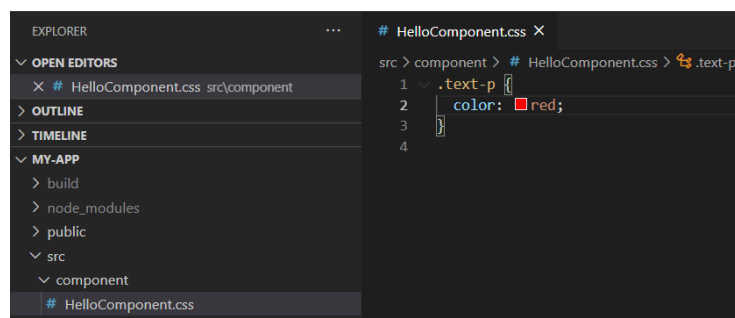 EXPLORER ...
OPEN EDITORS
# HelloComponent.css src\component
OUTLINE
TIMELINE
MY-APP
build
node_modules
public
src
component
# HelloComponent.css
# HelloComponent.css
src > component > # HelloComponent.css > .text-p
1 .text-p {
2 color: red;
3 }
4